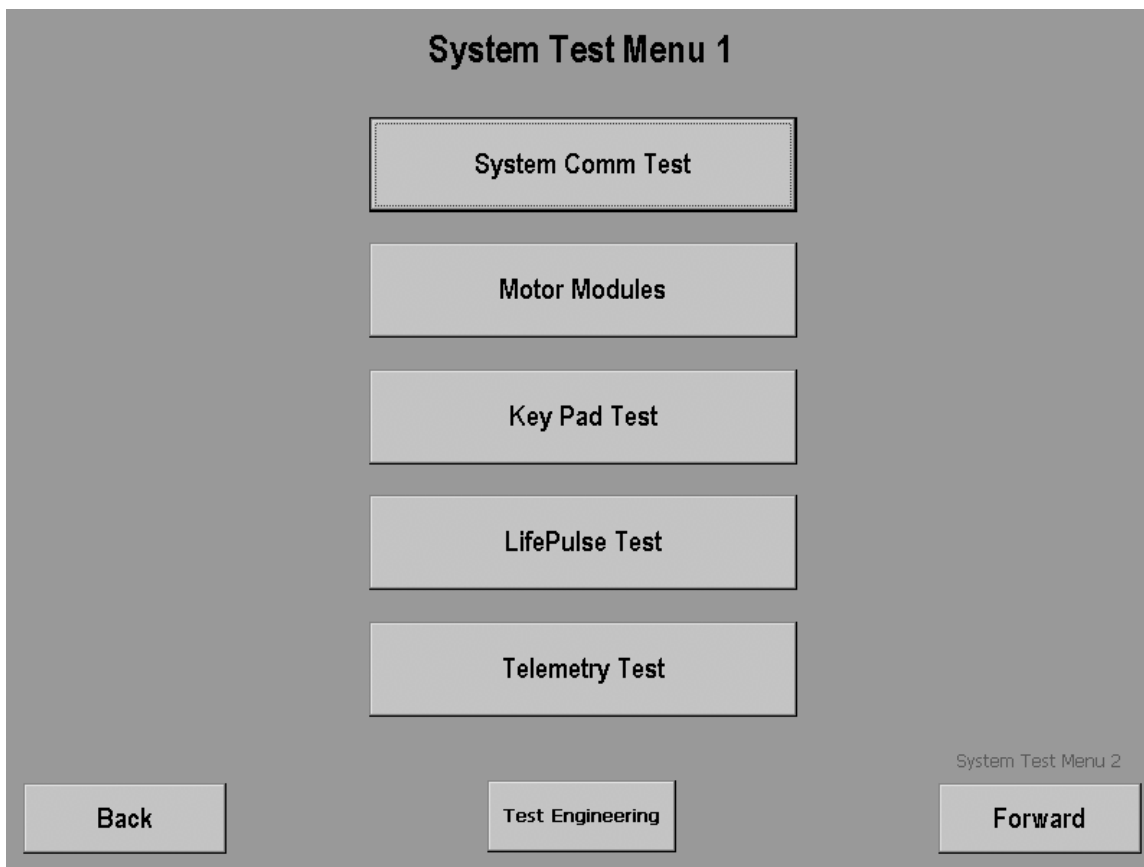 System Test Menu 1
System Comm Test
Motor Modules
Key Pad Test
LifePulse Test
Telemetry Test
System Test Menu 2
Back
Test Engineering
Forward